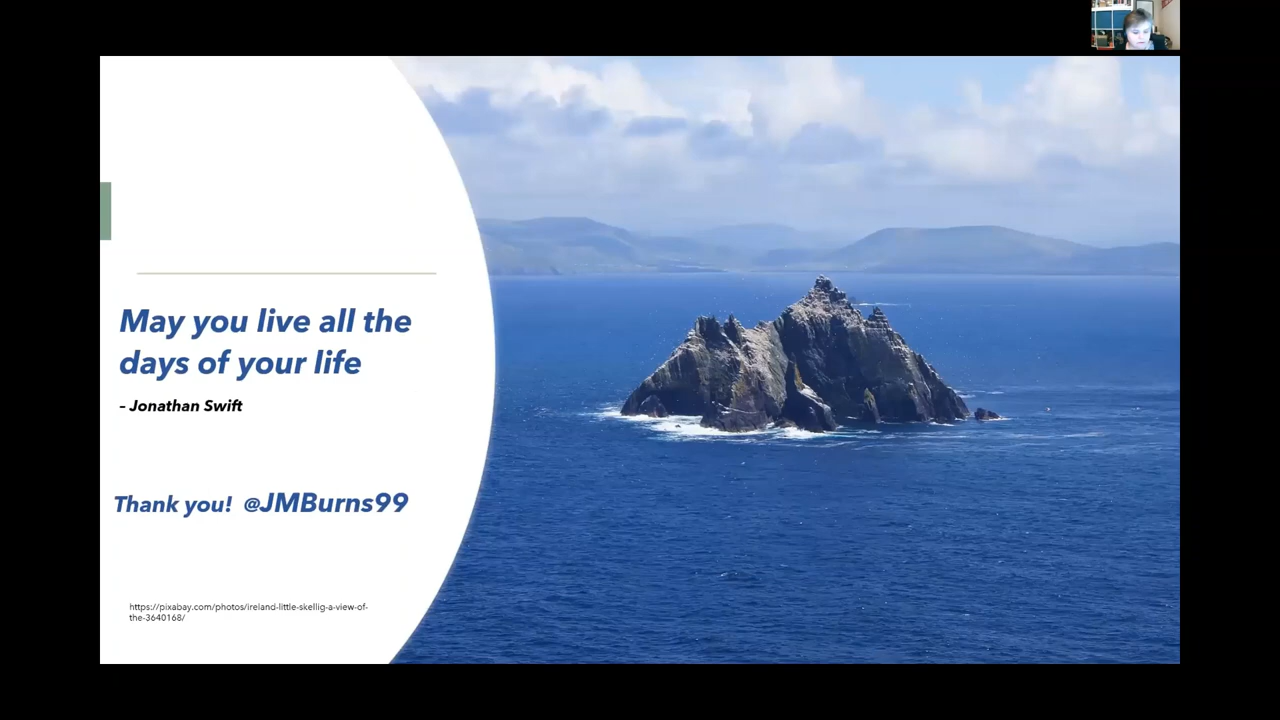 May you live all the
days of your life
– Jonathan Swift
Thank you! @JMBurns99
https://pixabay.com/photos/ireland-little-skellig-a-view-of-
the-3640168/